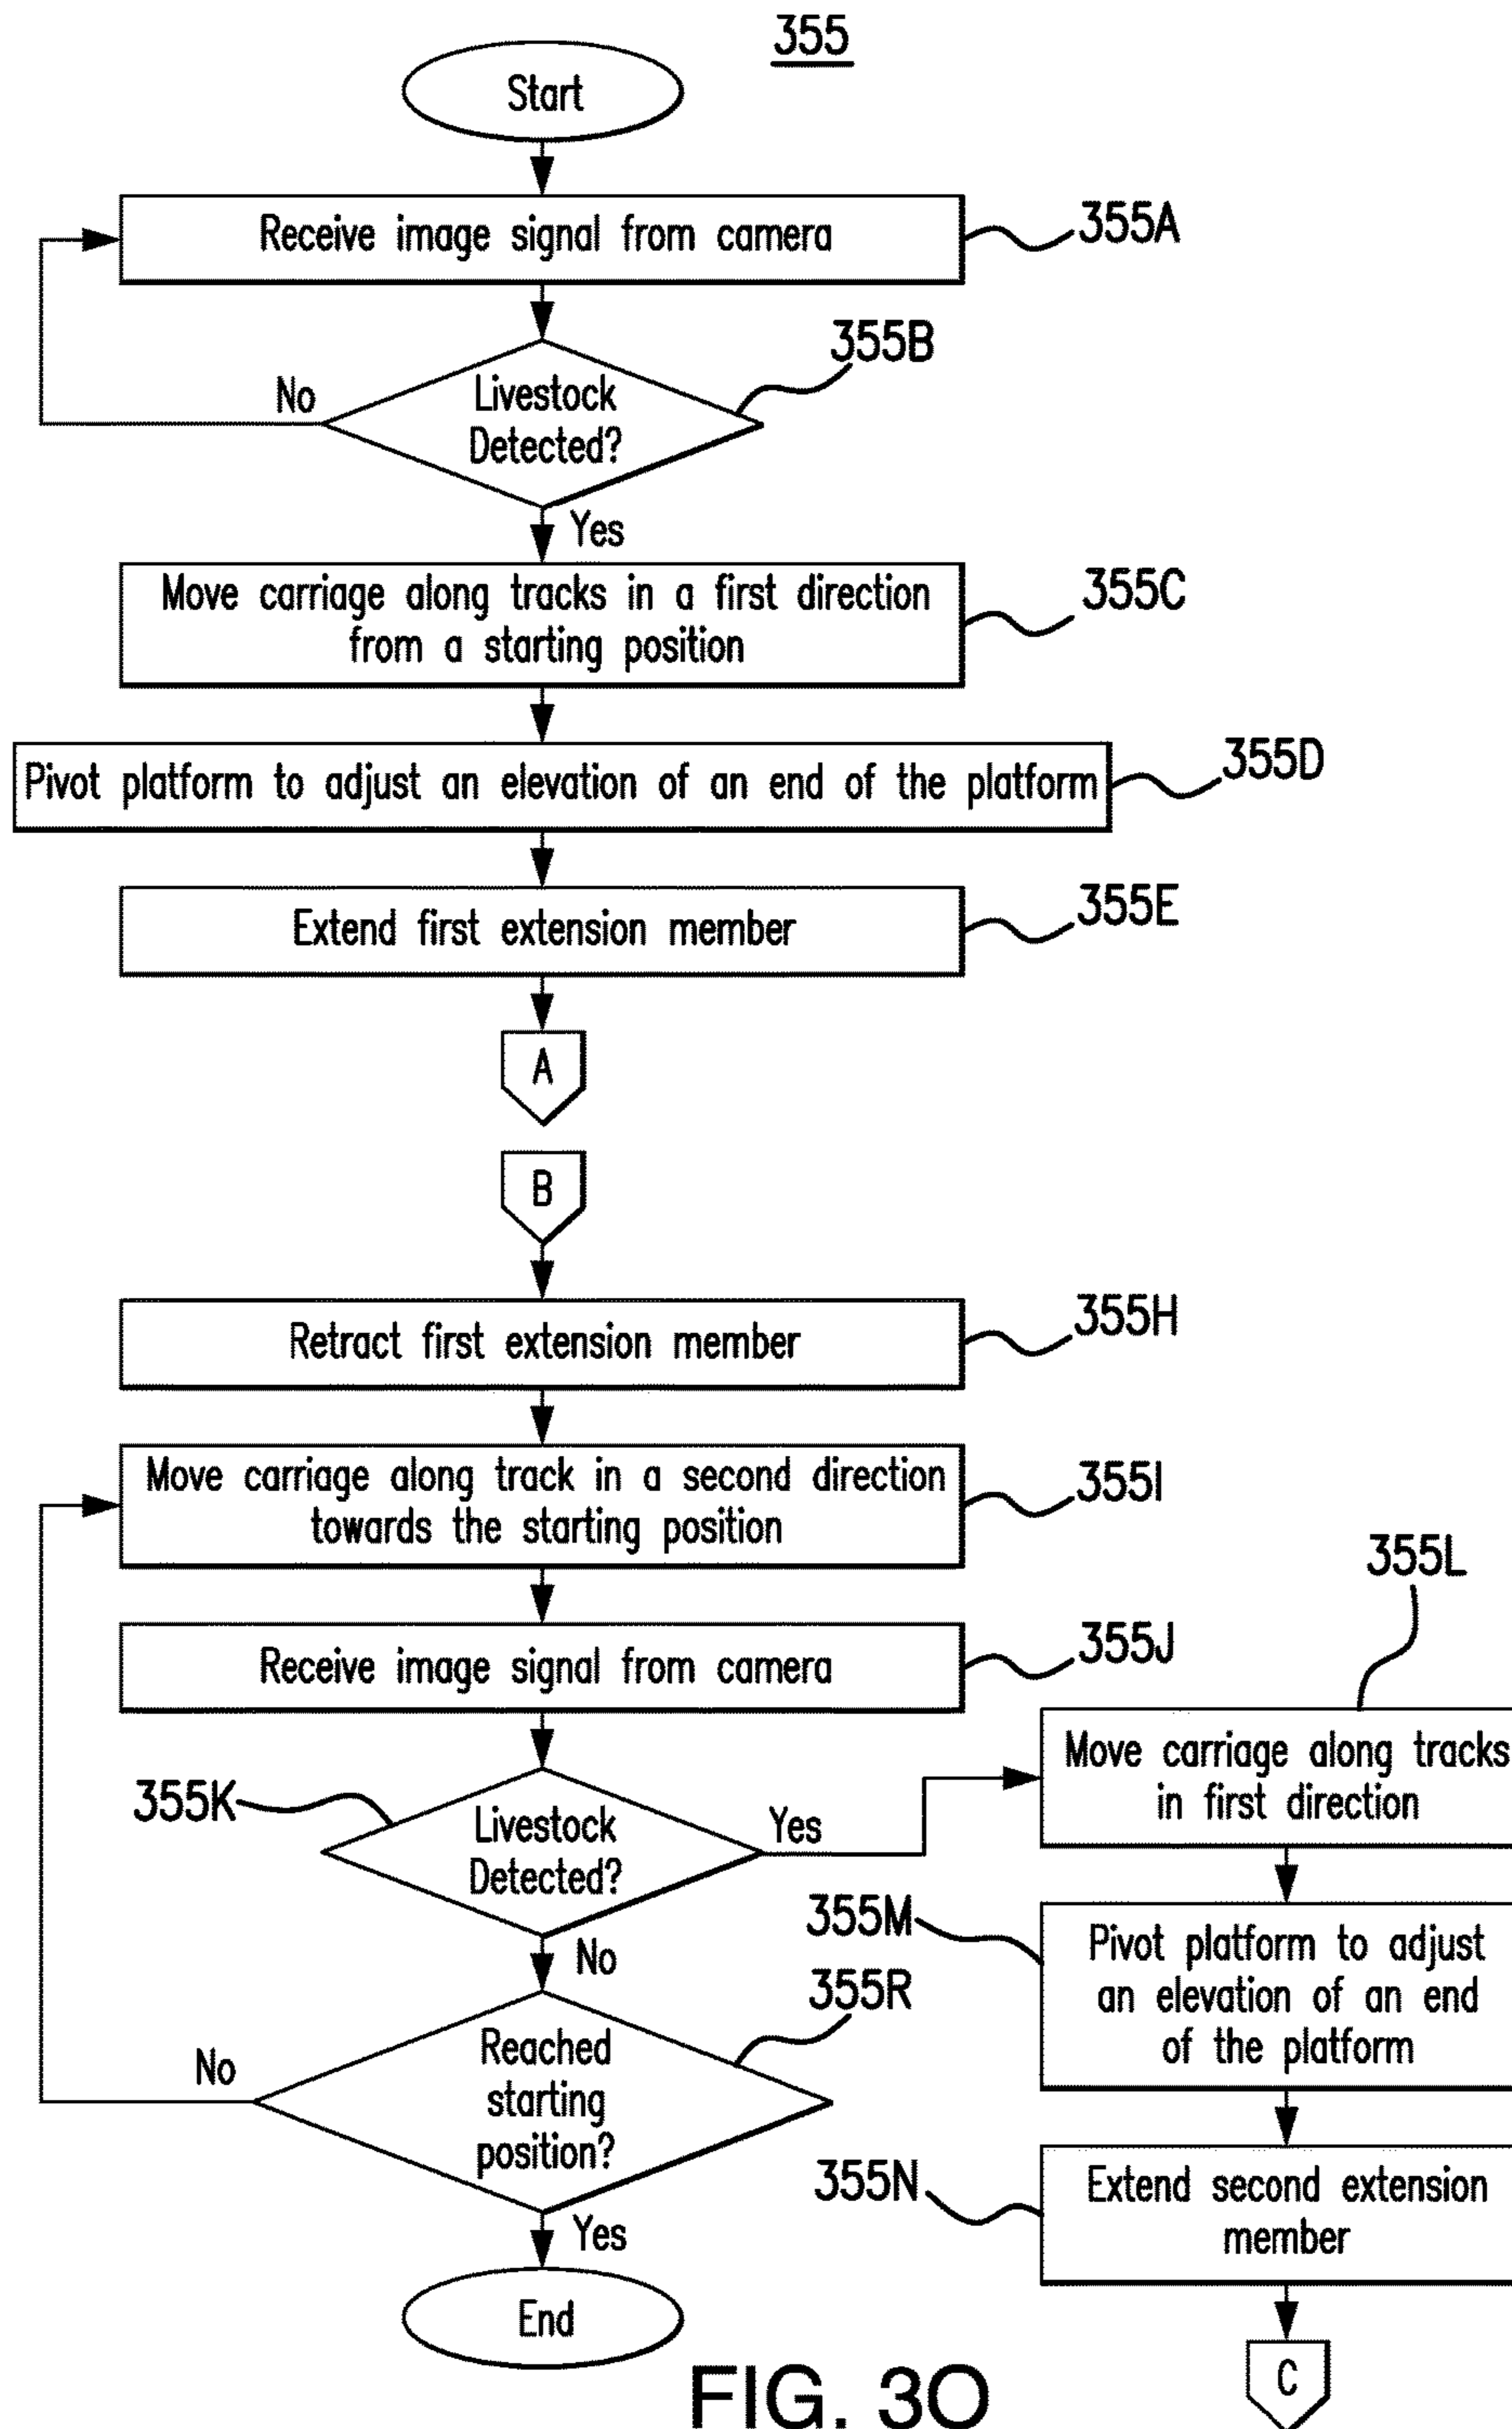 355
Start
Receive image signal from camera
355A
355B
No
Livestock
Detected?
Yes
Move carriage along tracks in a first direction
from a starting position
355C
Pivot platform to adjust an elevation of an end of the platform
355D
Extend first extension member
355E
A
B
Retract first extension member
355H
Move carriage along track in a second direction
towards the starting position
355I
Receive image signal from camera
355J
355K
Livestock
Detected?
Yes
No
Reached
starting
position?
355R
No
Yes
End
355L
Move carriage along tracks
in first direction
355M
Pivot platform to adjust
an elevation of an end
of the platform
355N
Extend second extension
member
C
FIG. 3O